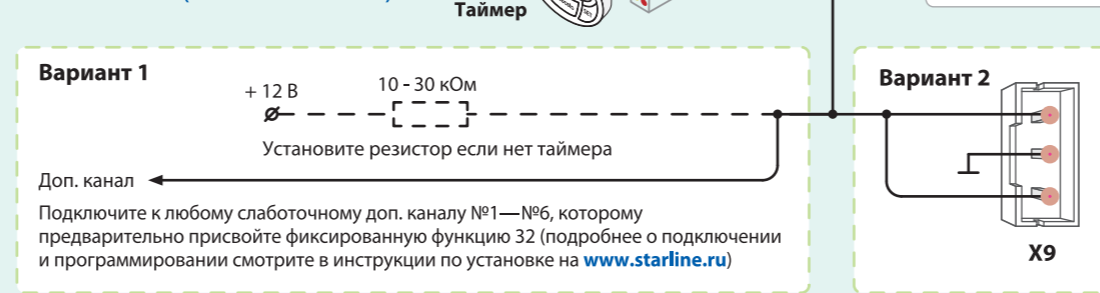 Таймер
Вариант 1
+ 12 В
10 - 30 кОм
Установите резистор если нет таймера
Доп. канал
Подключите к любому слаботочному доп. каналу №1—№6, которому
предварительно присвойте фиксированную функцию 32 (подробнее о подключении
и программировании смотрите в инструкции по установке на www.starline.ru)
Вариант 2
X9